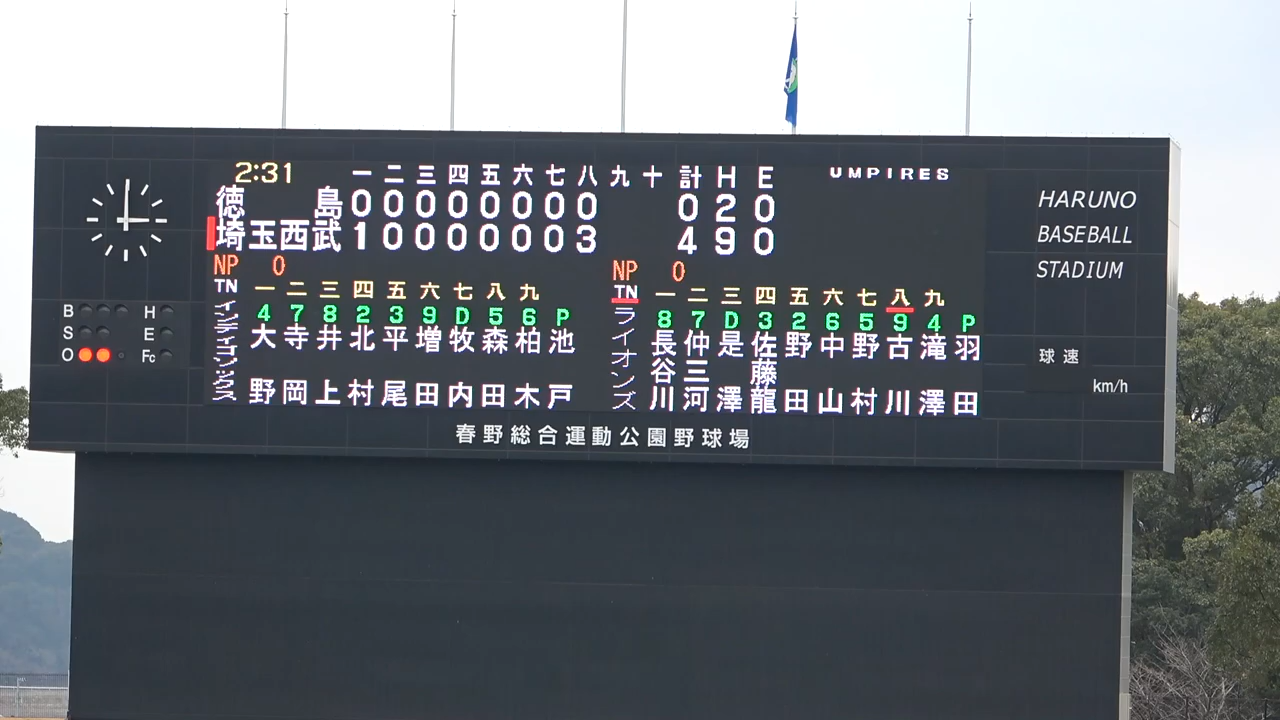 2:31 一 二 三 四 五 六 七 八 九 十 計 H E UMPIRES
徳島 0 0 0 0 0 0 0 0 0 2 0
埼玉西武 1 0 0 0 0 0 0 3 4 9 0
HARUNO
BASEBALL
STADIUM
NP 0
TN 一 二 三 四 五 六 七 八 九
インディゴソックス 4 7 8 2 3 9 D 5 6 P
大野 寺岡 井上 北村 平尾 増田 牧内 森田 柏木 池戸
NP 0
TN 一 二 三 四 五 六 七 八 九
ライオンズ 8 7 D 3 2 6 5 9 4 P
長谷川 仲三河 是澤 佐藤龍 野田 中山 野村 古川 滝澤 羽田
B H
S E
O Fc
球速
km/h
春野総合運動公園野球場